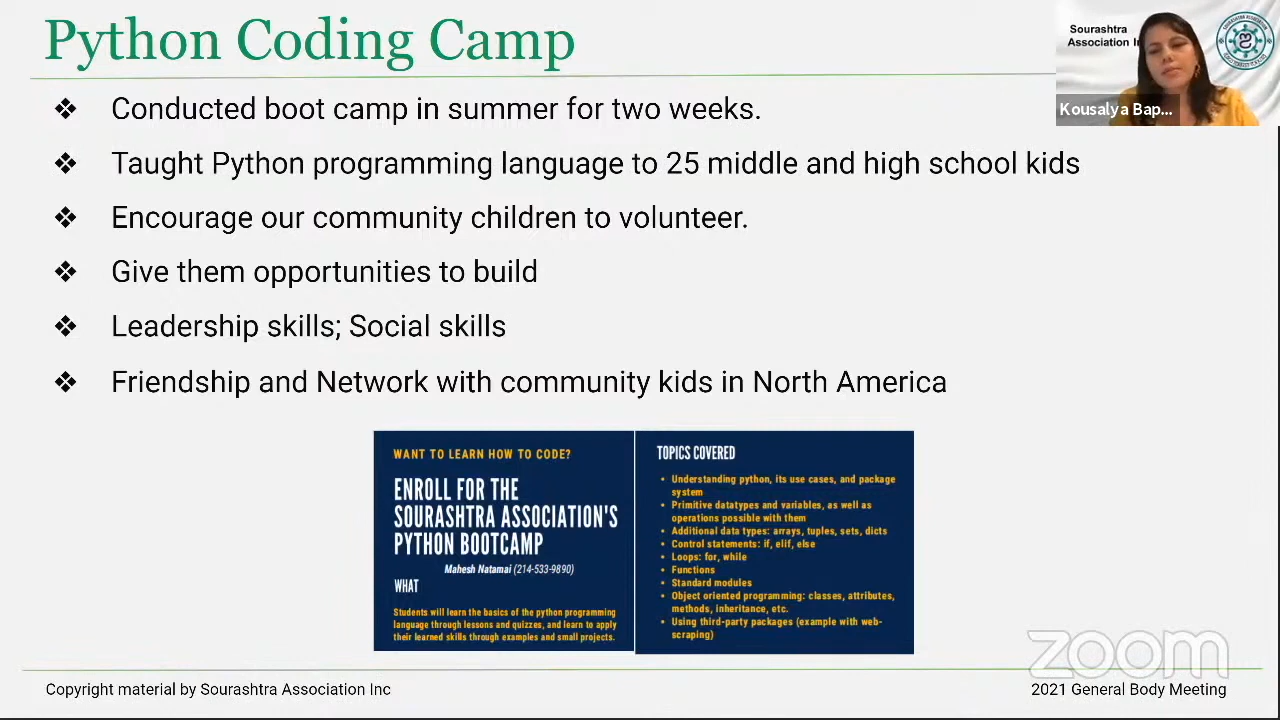 Python Coding Camp
Sourashtra
Association In
Kousalya Bap...
❖ Conducted boot camp in summer for two weeks.
❖ Taught Python programming language to 25 middle and high school kids
❖ Encourage our community children to volunteer.
❖ Give them opportunities to build
❖ Leadership skills; Social skills
❖ Friendship and Network with community kids in North America
WANT TO LEARN HOW TO CODE?
ENROLL FOR THE
SOURASHTRA ASSOCIATION'S
PYTHON BOOTCAMP
Mahesh Natamai (214-533-9890)
WHAT
Students will learn the basics of the python programming
language through lessons and quizzes, and learn to apply
their learned skills through examples and small projects.
TOPICS COVERED
• Understanding python, its use cases, and package
system
• Primitive datatypes and variables, as well as
operations possible with them
• Additional data types: arrays, tuples, sets, dicts
• Control statements: if, elif, else
• Loops: for, while
• Functions
• Standard modules
• Object oriented programming: classes, attributes,
methods, inheritance, etc.
• Using third-party packages (example with web-
scraping)
zoom
Copyright material by Sourashtra Association Inc
2021 General Body Meeting